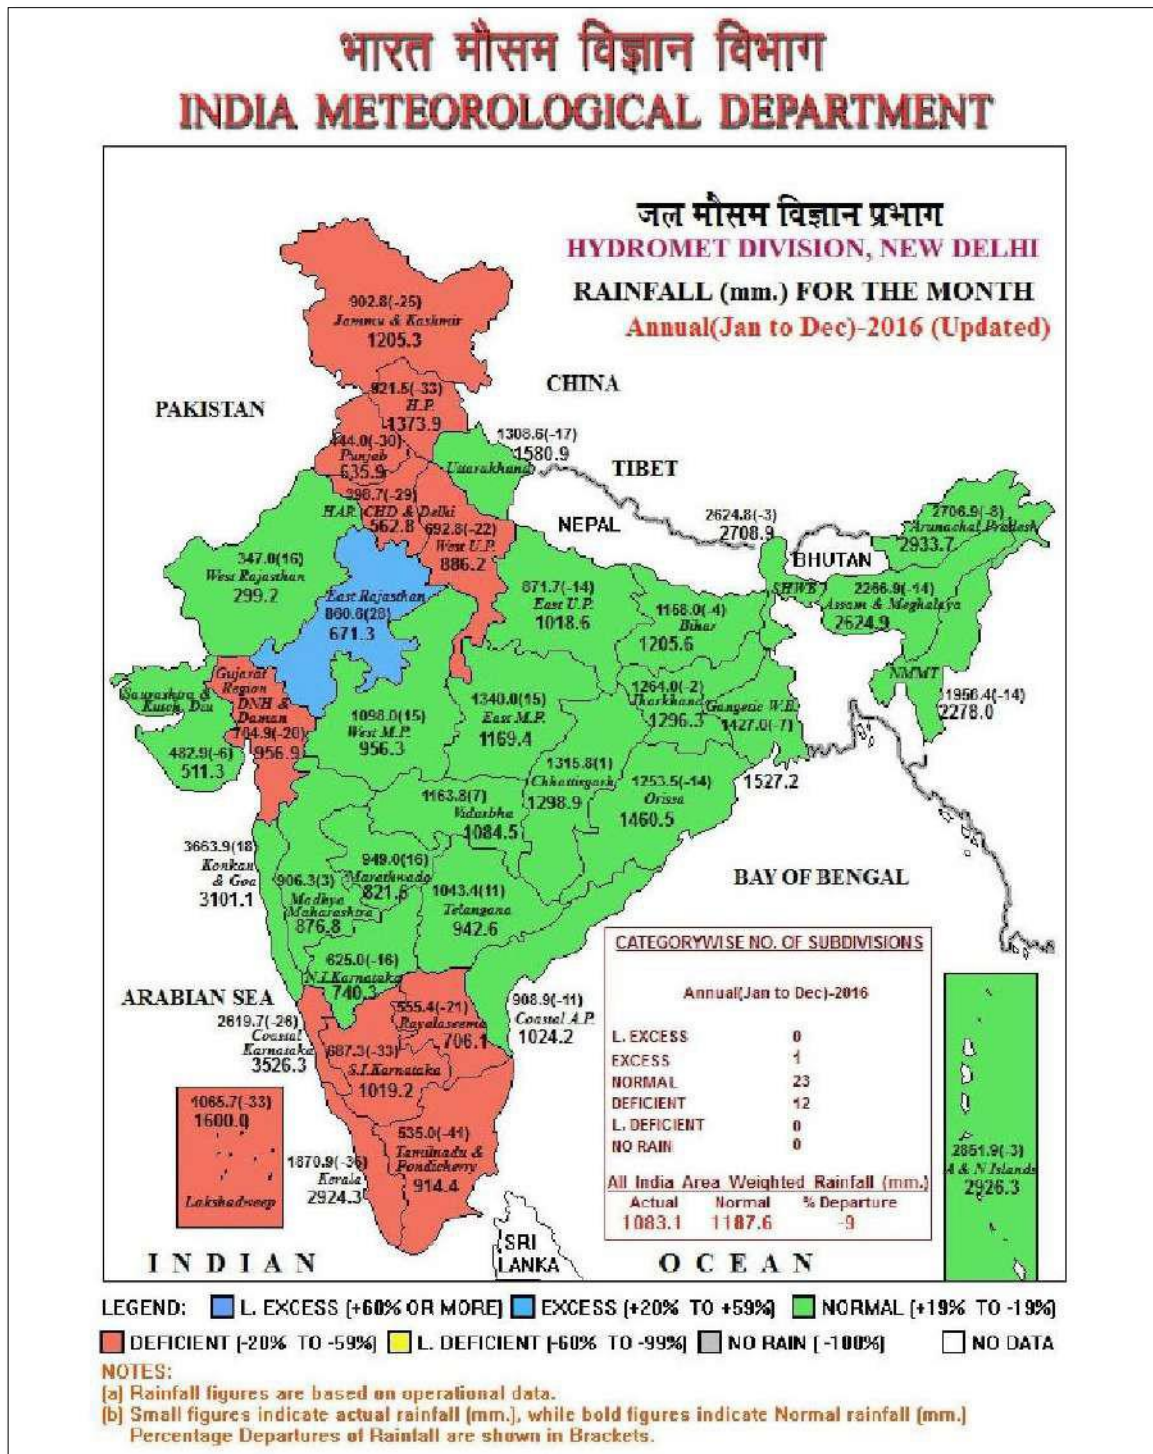 भारत मौसम विज्ञान विभाग
INDIA METEOROLOGICAL DEPARTMENT
जल मौसम विज्ञान प्रभाग
HYDROMET DIVISION, NEW DELHI
RAINFALL (mm.) FOR THE MONTH
Annual(Jan to Dec)-2016 (Updated)
902.8(-25)
Jammu & Kashmir
1205.3
CHINA
PAKISTAN
921.5(-33)
H.P.
1373.9
444.0(-30)
Punjab
635.9
1308.6(-17)
1580.9
Uttarakhand
TIBET
398.7(-29)
HAR. CHD & Delhi
562.8
692.8(-22)
West U.P.
886.2
NEPAL
2624.8(-3)
2708.9
BHUTAN
SHWB
2706.9(-8)
Arunachal Pradesh
2933.7
347.0(16)
West Rajasthan
299.2
East Rajasthan
860.6(28)
671.3
871.7(-14)
East U.P.
1018.6
1158.0(-4)
Bihar
1205.6
2266.9(-14)
Assam & Meghalaya
2624.9
NMMT
1956.4(-14)
2278.0
Saurashtra &
Kutch, Diu
482.9(-6)
511.3
Gujarat
Region
DNH &
Daman
764.9(-20)
956.9
1098.0(15)
West M.P.
956.3
1340.0(15)
East M.P.
1169.4
1264.0(-2)
Jharkhand
1296.3
Gangetic W.B.
1427.0(-7)
1527.2
1315.8(1)
Chhattisgarh
1298.9
1253.5(-14)
Orissa
1460.5
1163.8(7)
Vidarbha
1084.5
3663.9(18)
Konkan
& Goa
3101.1
906.3(3)
Madhya
Maharashtra
876.8
949.0(16)
Marathwada
821.6
1043.4(11)
Telangana
942.6
BAY OF BENGAL
625.0(-16)
N.I.Karnataka
740.3
ARABIAN SEA
2619.7(-26)
Coastal
Karnataka
3526.3
555.4(-21)
Rayalaseema
706.1
908.9(-11)
Coastal A.P.
1024.2
687.3(-33)
S.I.Karnataka
1019.2
1065.7(-33)
1600.0
Lakshadweep
1870.9(-36)
Kerala
2924.3
535.0(-41)
Tamilnadu &
Pondicherry
914.4
CATEGORYWISE NO. OF SUBDIVISIONS
Annual(Jan to Dec)-2016
L. EXCESS 0
EXCESS 1
NORMAL 23
DEFICIENT 12
L. DEFICIENT 0
NO RAIN 0
All India Area Weighted Rainfall (mm.)
Actual Normal % Departure
1083.1 1187.6 -9
2851.9(-3)
A & N Islands
2926.3
SRI
LANKA
INDIAN OCEAN
LEGEND: L. EXCESS (+60% OR MORE) EXCESS (+20% TO +59%) NORMAL (+19% TO -19%)
DEFICIENT (-20% TO -59%) L. DEFICIENT (-60% TO -99%) NO RAIN (-100%) NO DATA
NOTES:
(a) Rainfall figures are based on operational data.
(b) Small figures indicate actual rainfall (mm.), while bold figures indicate Normal rainfall (mm.)
Percentage Departures of Rainfall are shown in Brackets.